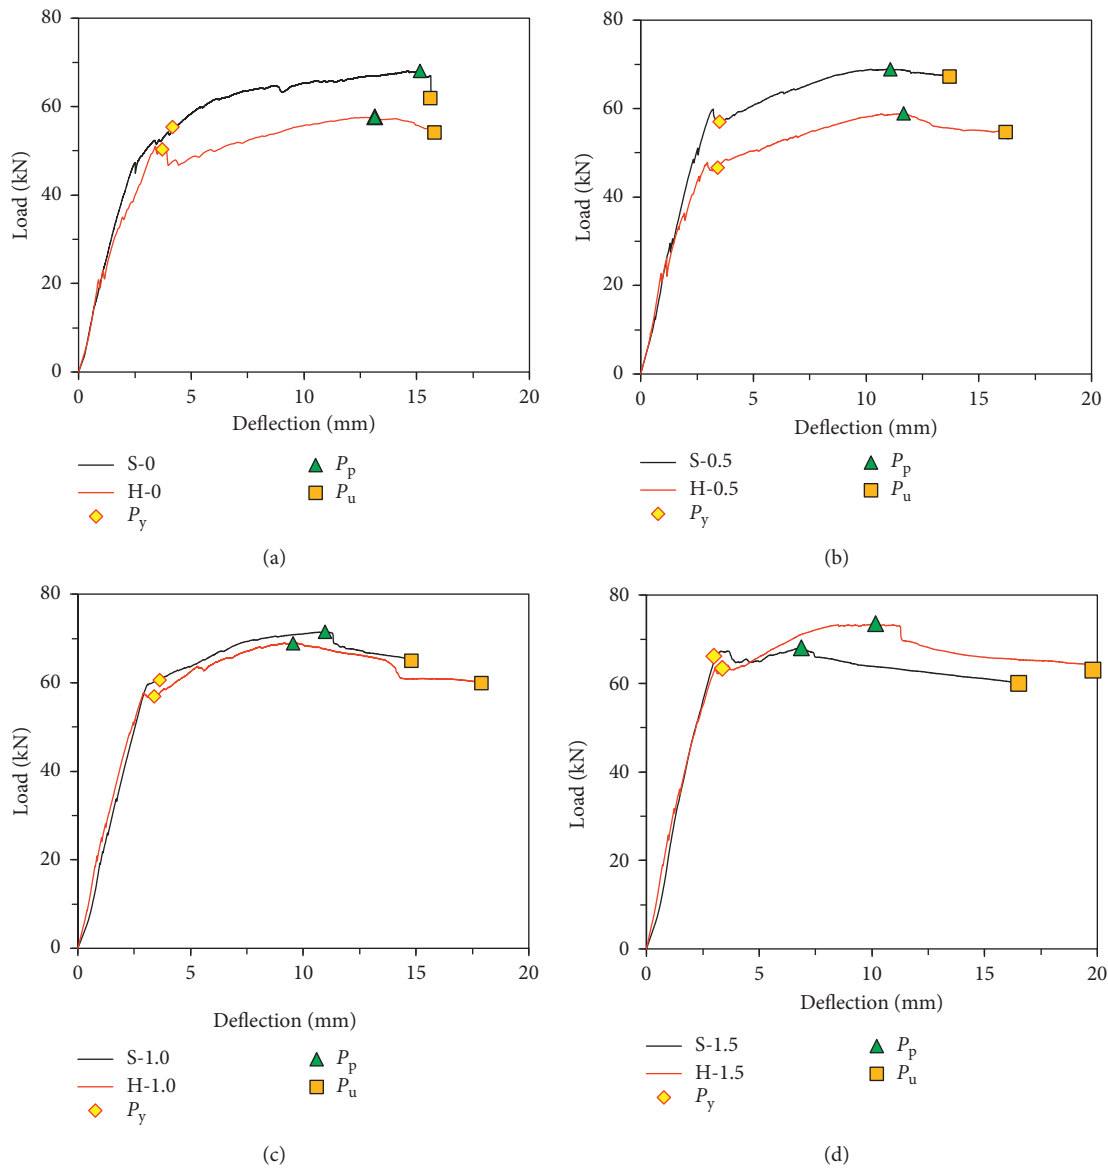 80
60
40
20
0
Load (kN)
0 5 10 15 20
Deflection (mm)
S-0
H-0
Py
Pp
Pu
(a)
80
60
40
20
0
Load (kN)
0 5 10 15 20
Deflection (mm)
S-0.5
H-0.5
Py
Pp
Pu
(b)
80
60
40
20
0
Load (kN)
0 5 10 15 20
Deflection (mm)
S-1.0
H-1.0
Py
Pp
Pu
(c)
80
60
40
20
0
Load (kN)
0 5 10 15 20
Deflection (mm)
S-1.5
H-1.5
Py
Pp
Pu
(d)